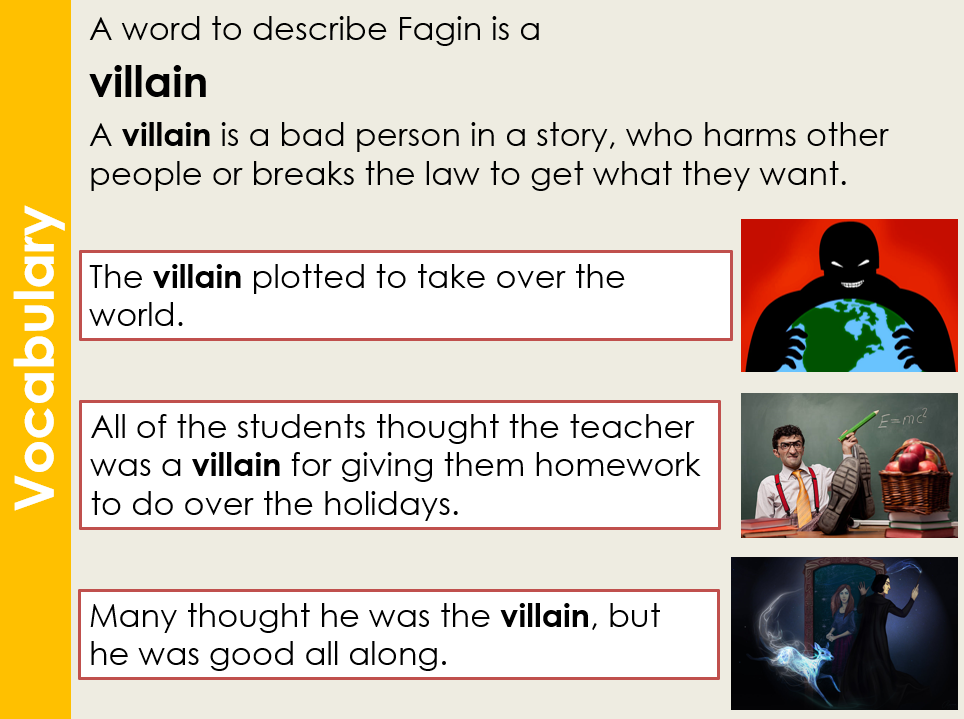 Vocabulary
A word to describe Fagin is a
villain
A villain is a bad person in a story, who harms other
people or breaks the law to get what they want.
The villain plotted to take over the
world.
All of the students thought the teacher
was a villain for giving them homework
to do over the holidays.
E=mc²
Many thought he was the villain, but
he was good all along.